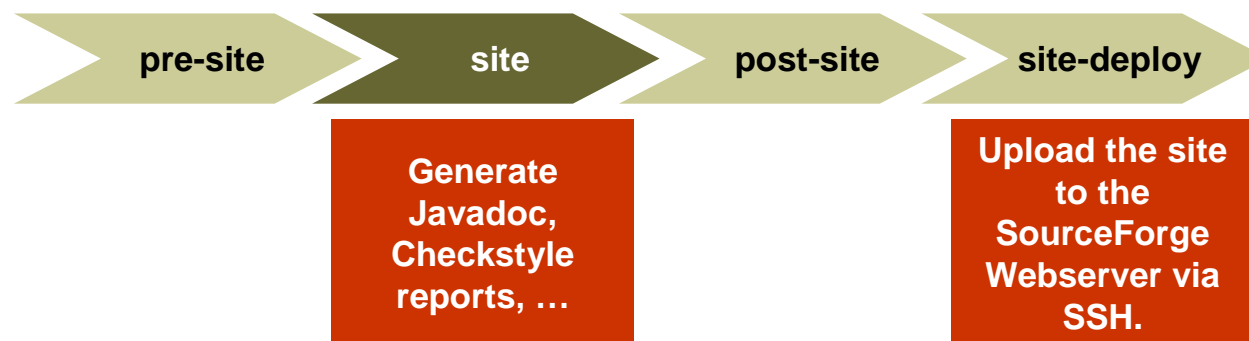 pre-site
site
post-site
site-deploy
Generate
Javadoc,
Checkstyle
reports, …
Upload the site
to the
SourceForge
Webserver via
SSH.